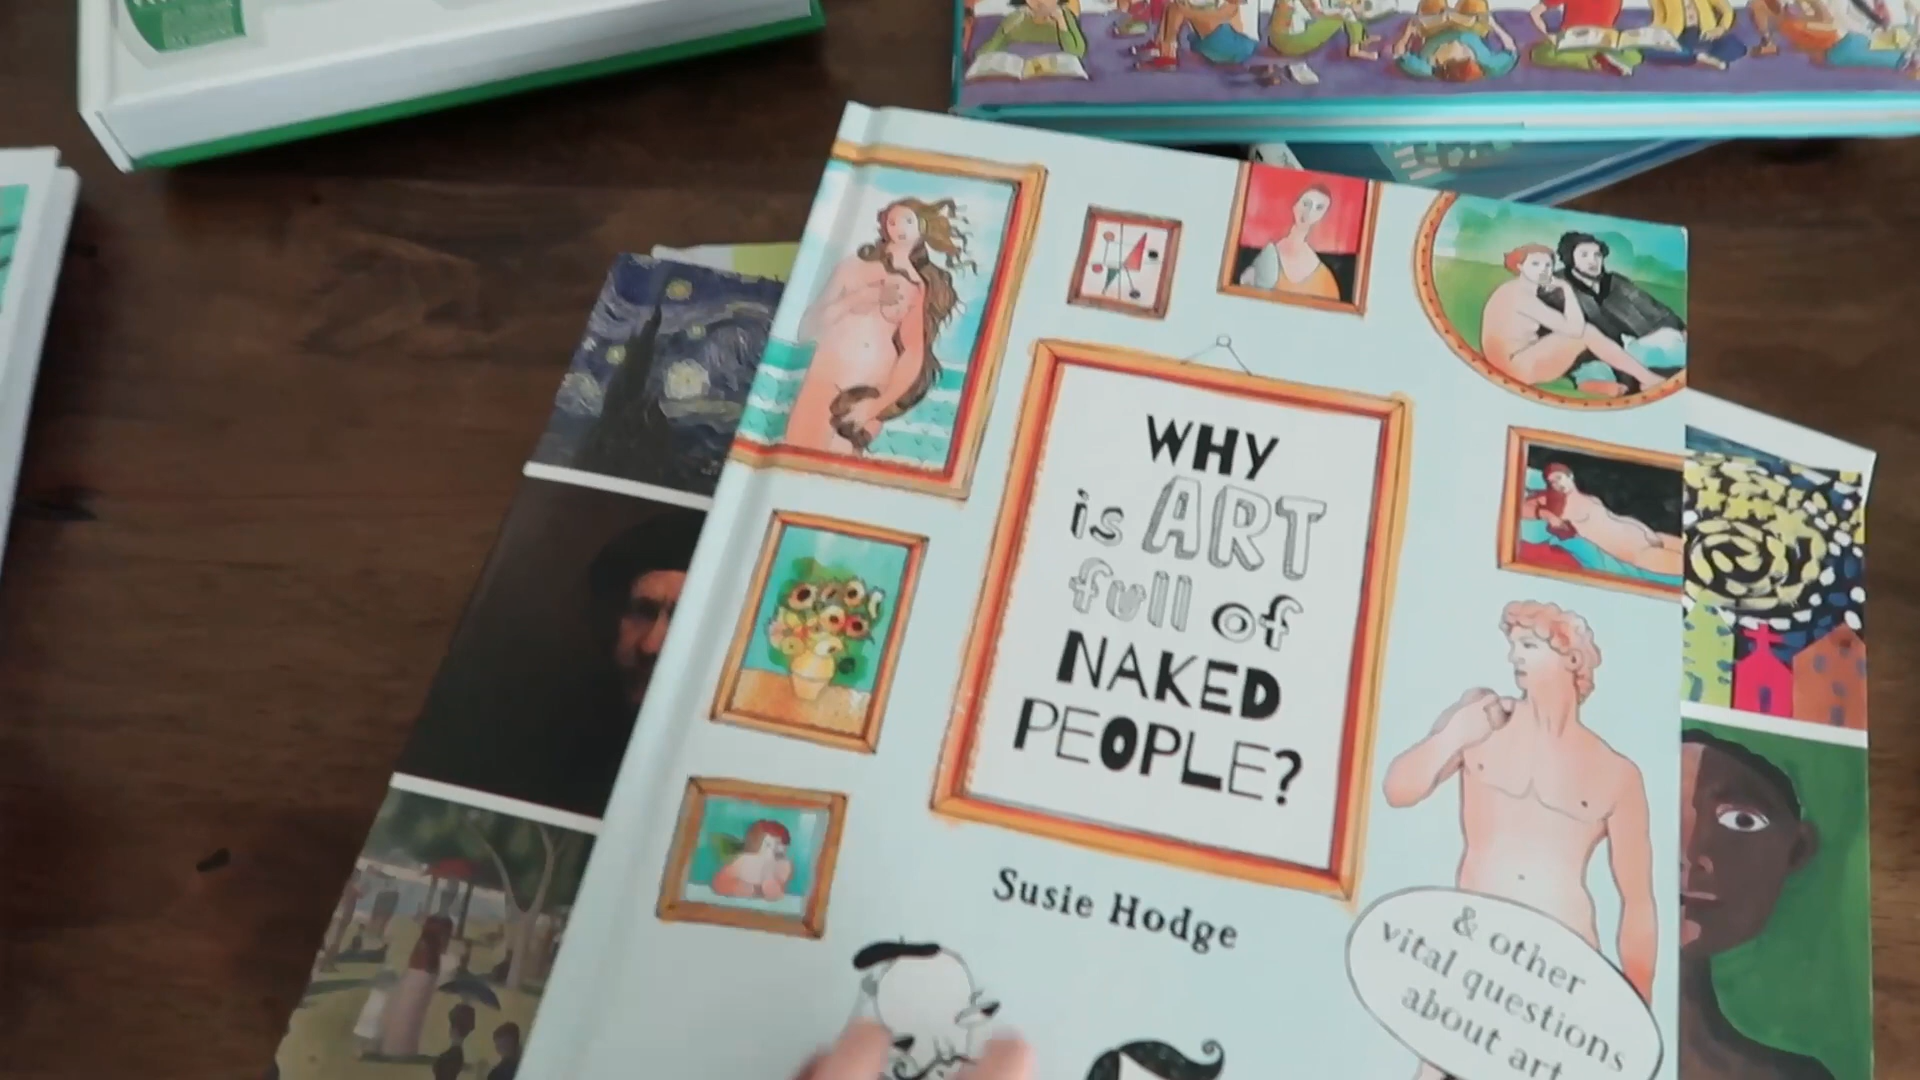 WHY
is ART
full of
NAKED
PEOPLE?
Susie Hodge
& other
vital questions
about art